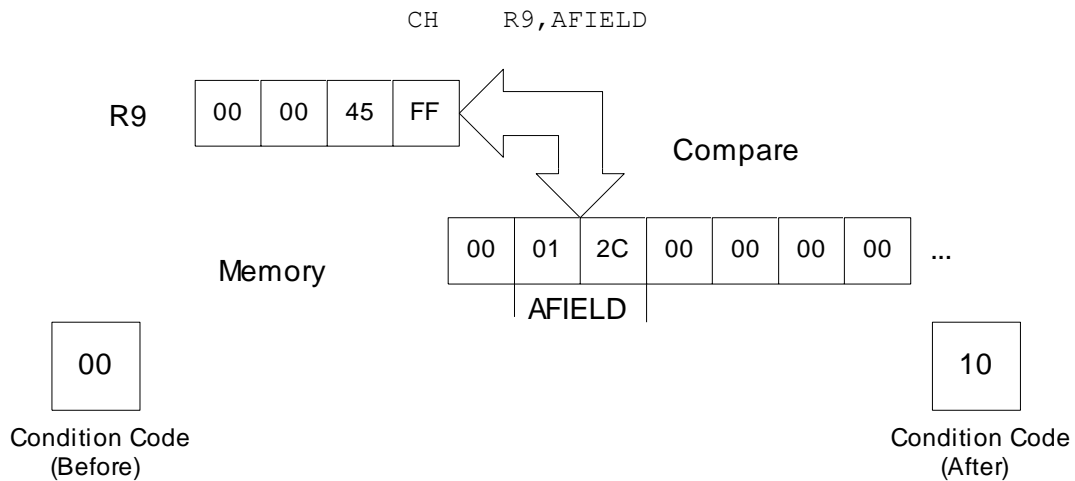 CH R9,AFIELD
R9 00 00 45 FF
Compare
00 01 2C 00 00 00 00 ...
Memory
AFIELD
00 10
Condition Code Condition Code
(Before) (After)